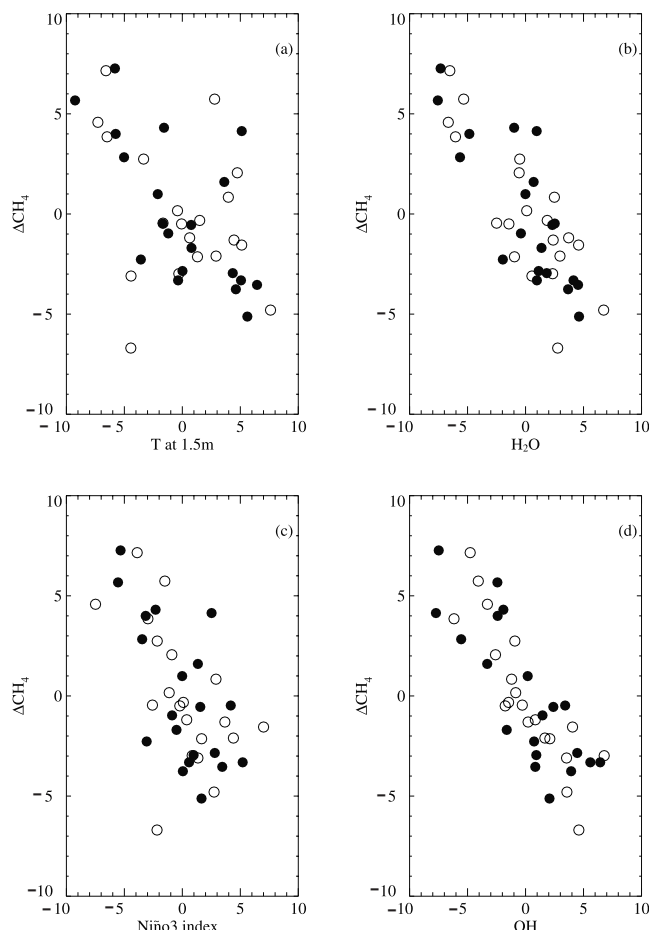 10
(a)
5
0
ΔCH₄
−5
−10
−10 −5 0 5 10
T at 1.5m
10
(b)
5
0
ΔCH₄
−5
−10
−10 −5 0 5 10
H₂O
10
(c)
5
0
ΔCH₄
−5
−10
−10 −5 0 5 10
Niño3 index
10
(d)
5
0
ΔCH₄
−5
−10
−10 −5 0 5 10
OH